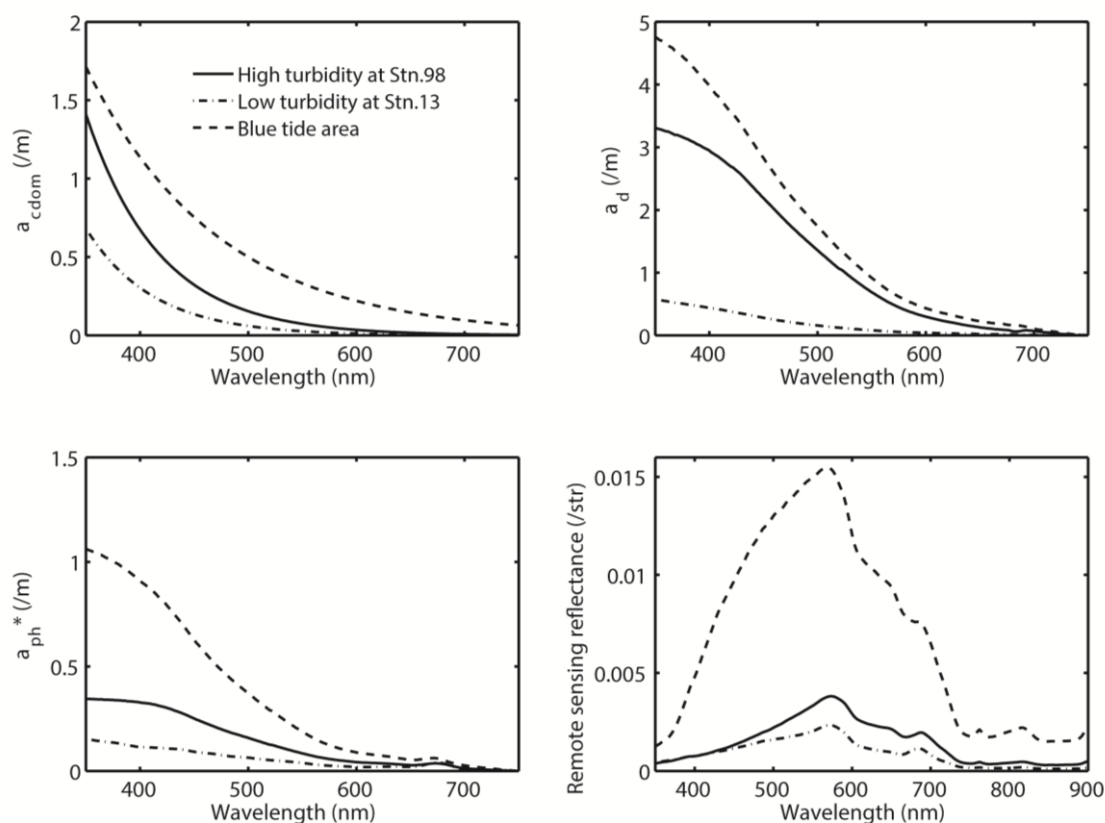 2
1.5
1
0.5
0
a cdom (/m)
High turbidity at Stn.98
Low turbidity at Stn.13
Blue tide area
400 500 600 700
Wavelength (nm)
5
4
3
2
1
0
a d (/m)
400 500 600 700
Wavelength (nm)
1.5
1
0.5
0
a ph* (/m)
400 500 600 700
Wavelength (nm)
0.015
0.01
0.005
0
Remote sensing reflectance (/str)
400 500 600 700 800 900
Wavelength (nm)